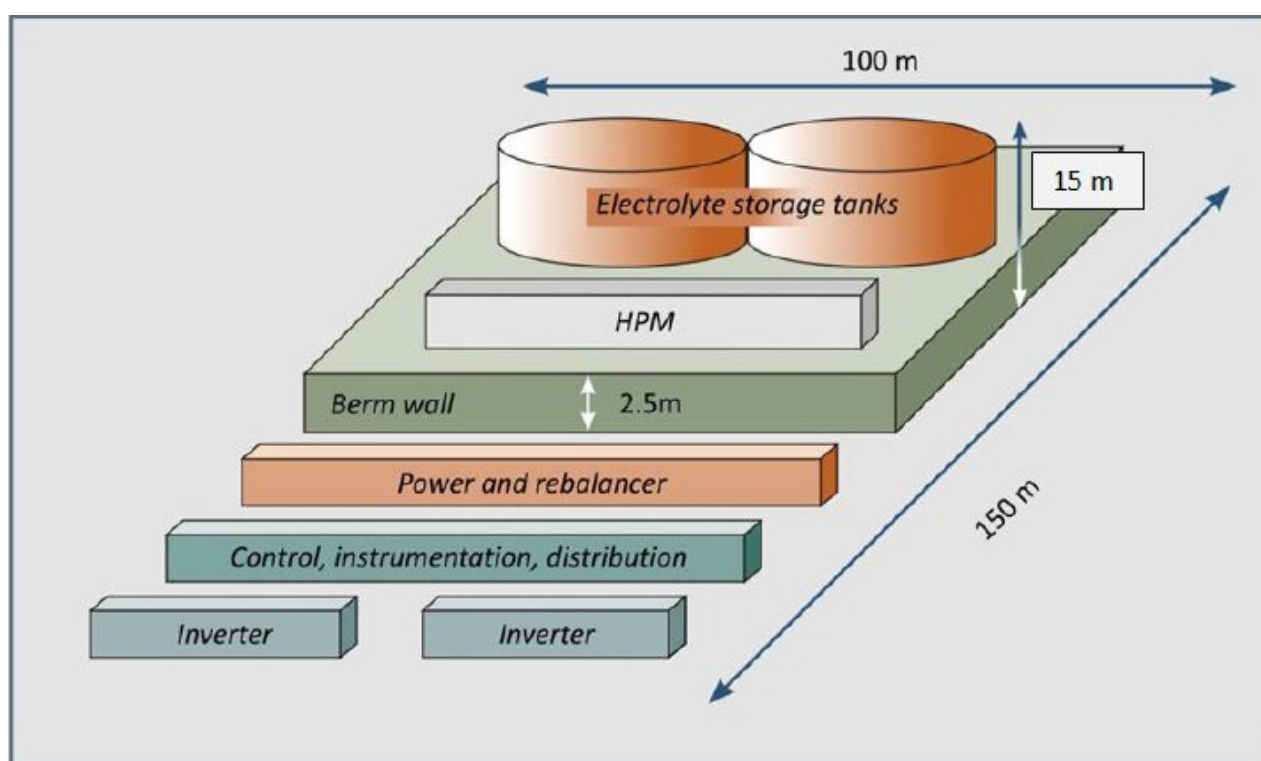 100 m
15 m
Electrolyte storage tanks
HPM
Berm wall
2.5m
150 m
Power and rebalancer
Control, instrumentation, distribution
Inverter
Inverter